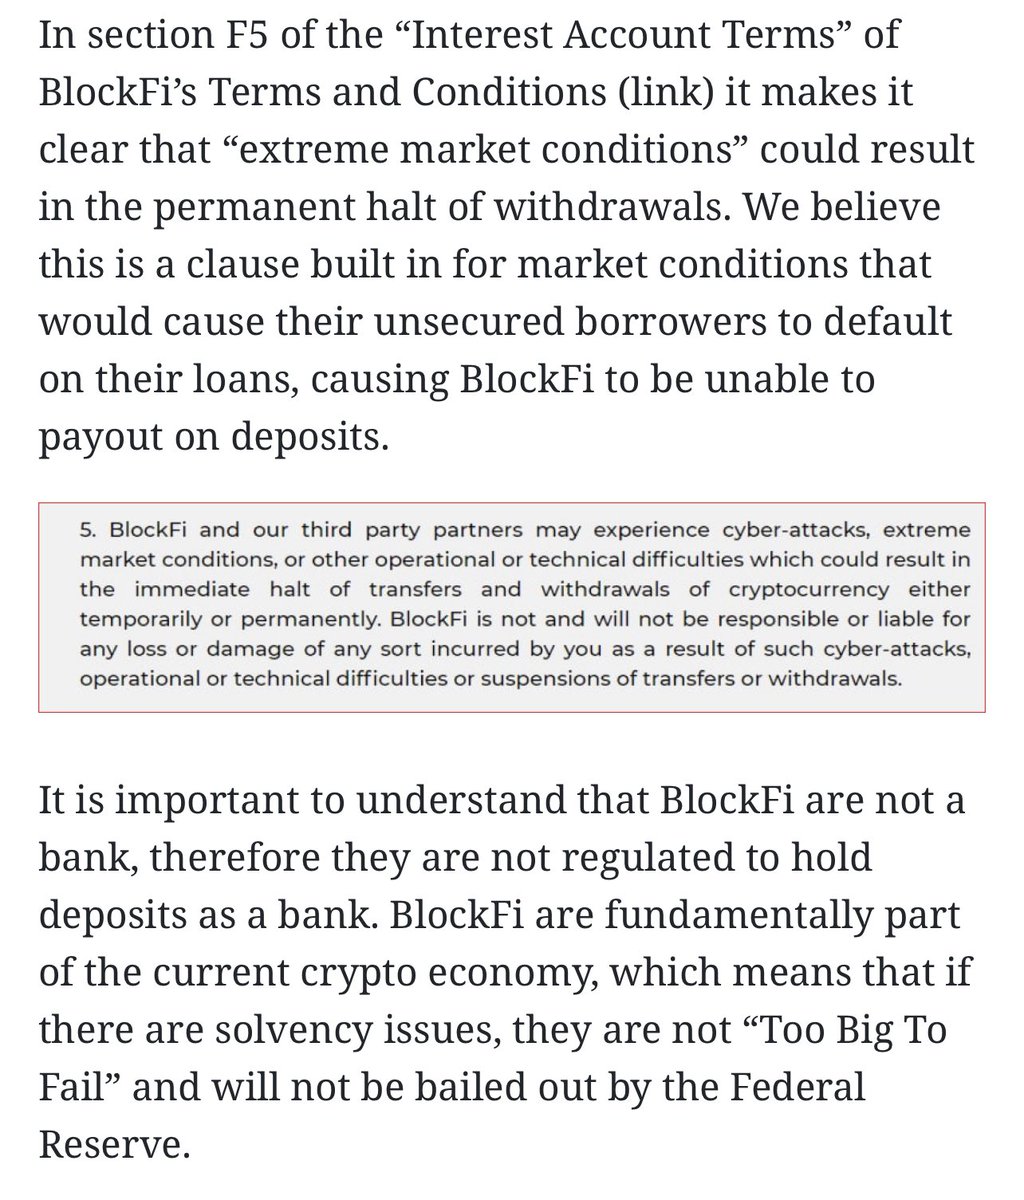 In section F5 of the “Interest Account Terms” of
BlockFi’s Terms and Conditions (link) it makes it
clear that “extreme market conditions” could result
in the permanent halt of withdrawals. We believe
this is a clause built in for market conditions that
would cause their unsecured borrowers to default
on their loans, causing BlockFi to be unable to
payout on deposits.
5. BlockFi and our third party partners may experience cyber-attacks, extreme
market conditions, or other operational or technical difficulties which could result in
the immediate halt of transfers and withdrawals of cryptocurrency either
temporarily or permanently. BlockFi is not and will not be responsible or liable for
any loss or damage of any sort incurred by you as a result of such cyber-attacks,
operational or technical difficulties or suspensions of transfers or withdrawals.
It is important to understand that BlockFi are not a
bank, therefore they are not regulated to hold
deposits as a bank. BlockFi are fundamentally part
of the current crypto economy, which means that if
there are solvency issues, they are not “Too Big To
Fail” and will not be bailed out by the Federal
Reserve.